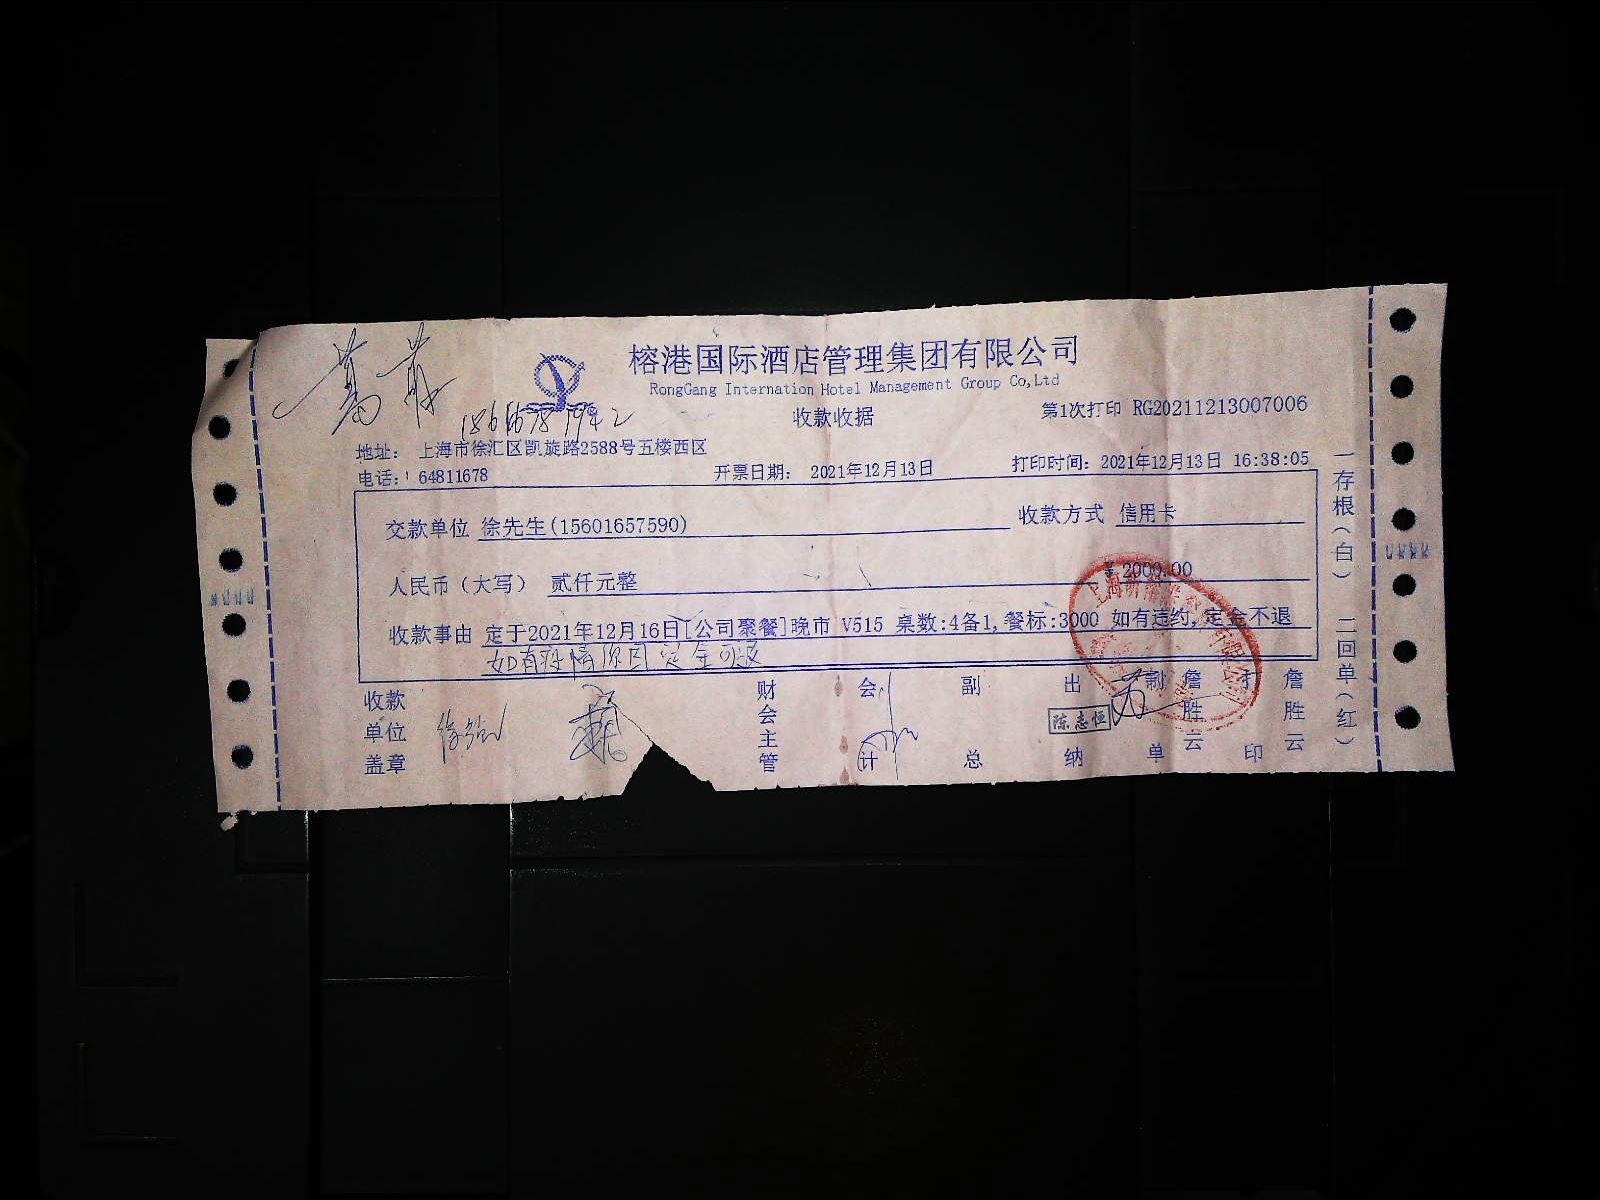 榕港国际酒店管理集团有限公司
RongGang Internation Hotel Management Group Co,Ltd
收款收据
第1次打印 RG20211213007006
地址: 上海市徐汇区凯旋路2588号五楼西区
电话: 64811678 开票日期: 2021年12月13日 打印时间: 2021年12月13日 16:38:05
交款单位 徐先生(15601657590) 收款方式 信用卡
人民币(大写) 贰仟元整 ¥ 2000.00
收款事由 定于2021年12月16日[公司聚餐]晚市 V515 桌数:4备1,餐标:3000 如有违约,定金不退
如有疫情原因 定金可退
收款单位盖章 财会主管 会计 副总 出纳 陈志恒 制单 詹胜云 打印 詹胜云
一存根(白) 二回单(红)